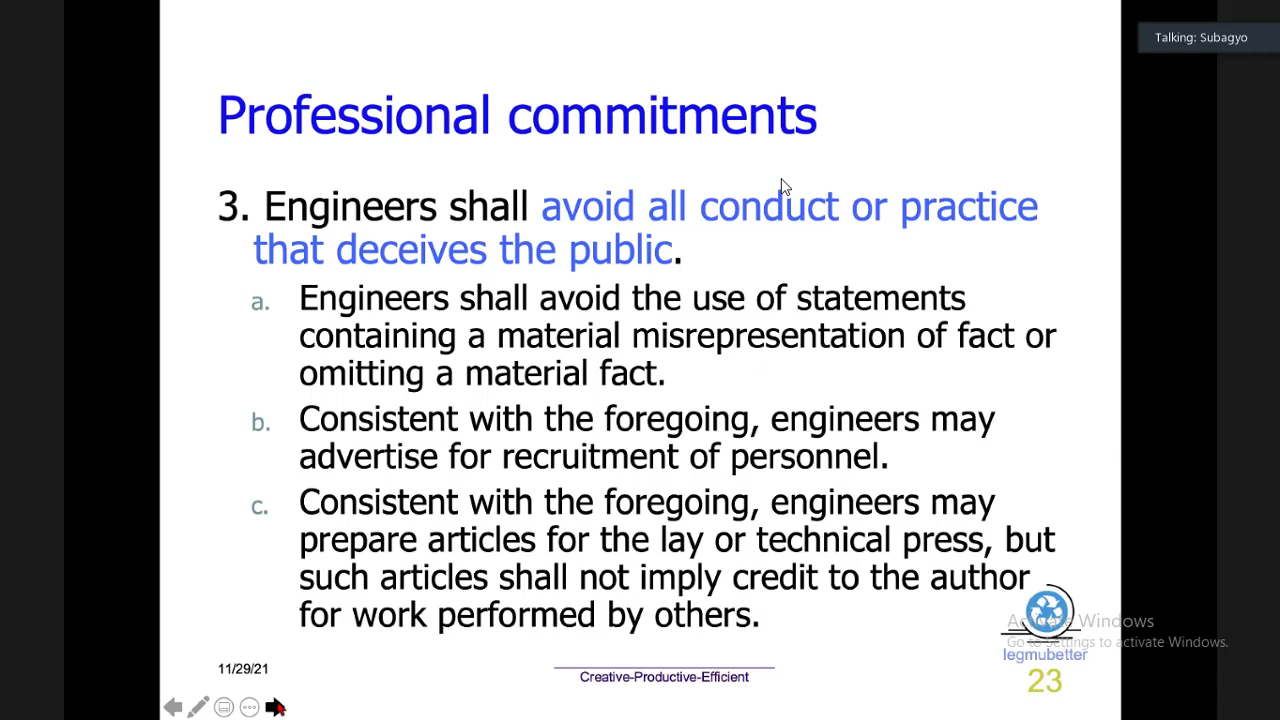 Talking: Subagyo
Professional commitments
3. Engineers shall avoid all conduct or practice
that deceives the public.
a. Engineers shall avoid the use of statements
containing a material misrepresentation of fact or
omitting a material fact.
b. Consistent with the foregoing, engineers may
advertise for recruitment of personnel.
c. Consistent with the foregoing, engineers may
prepare articles for the lay or technical press, but
such articles shall not imply credit to the author
for work performed by others.
Activate Windows
Go to Settings to activate Windows.
legmubetter
11/29/21
Creative-Productive-Efficient
23